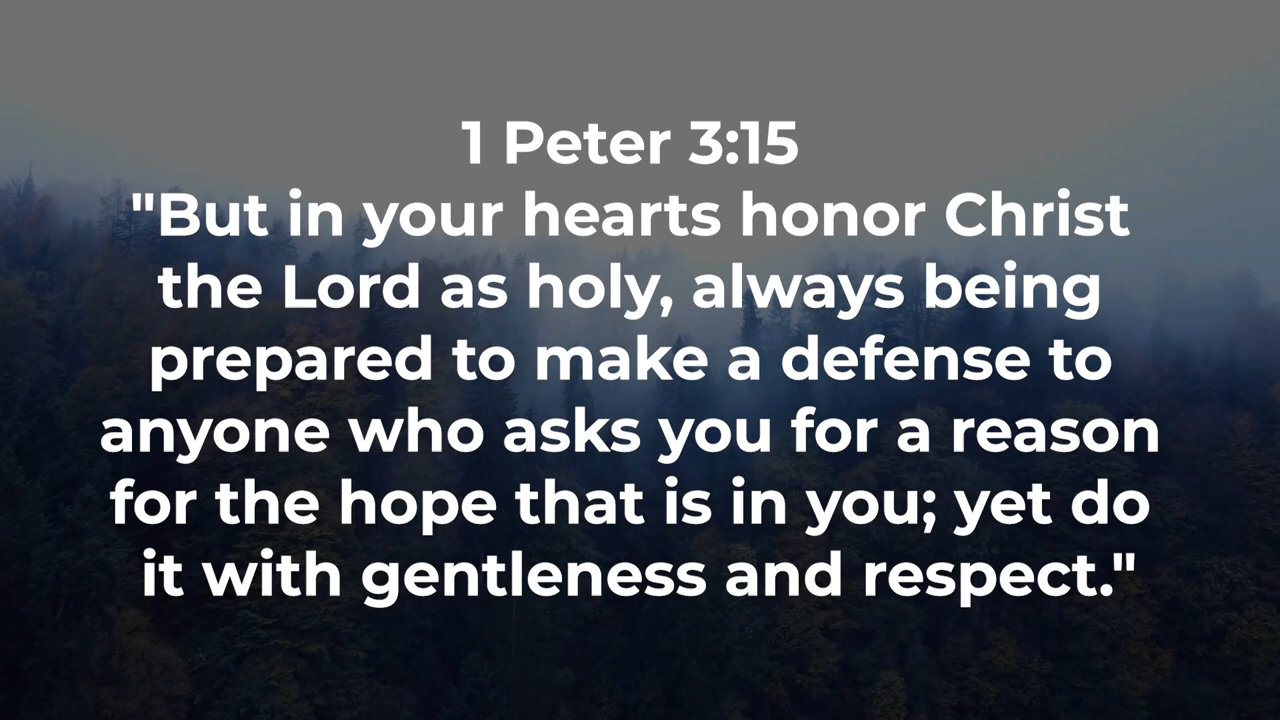 1 Peter 3:15
"But in your hearts honor Christ
the Lord as holy, always being
prepared to make a defense to
anyone who asks you for a reason
for the hope that is in you; yet do
it with gentleness and respect."